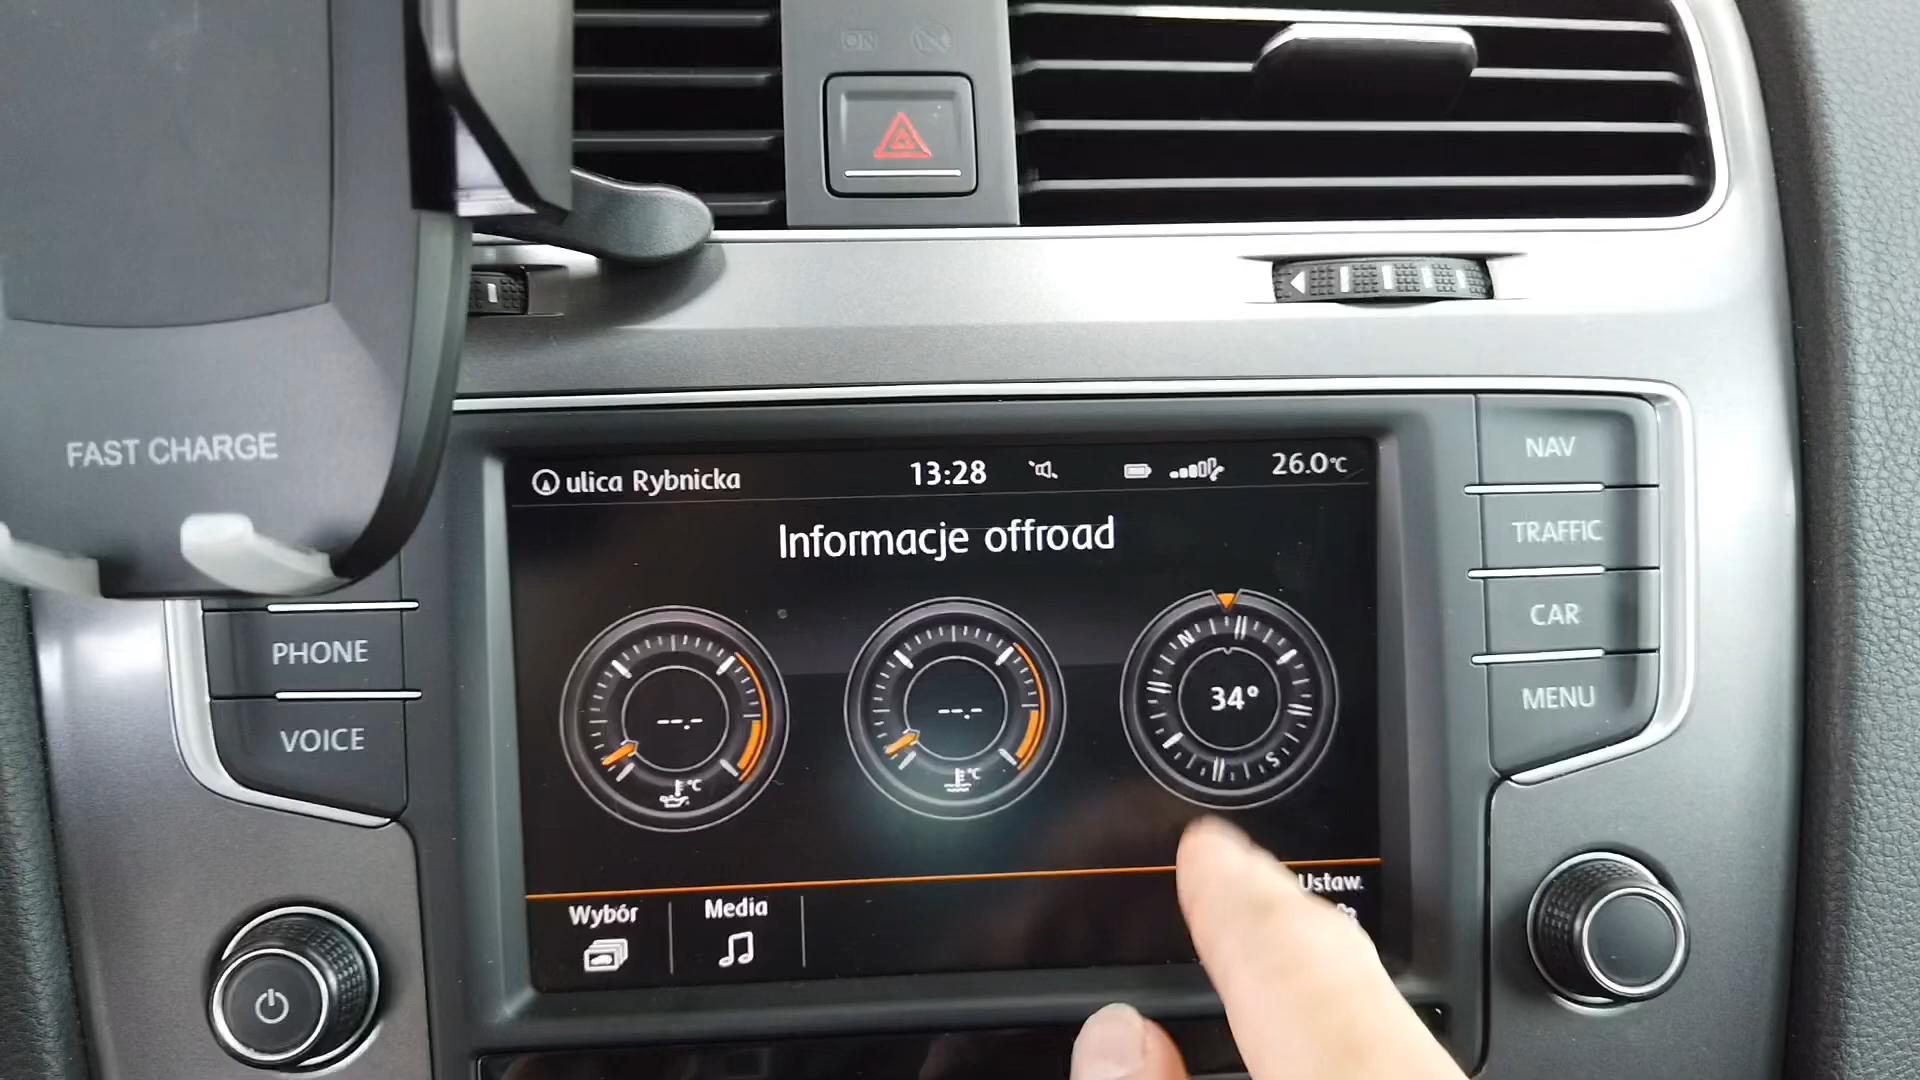 ON
FAST CHARGE
PHONE
VOICE
ulica Rybnicka 13:28 26.0°C
Informacje offroad
--.- °C
--.- °C
N
34°
S
Wybór
Media
Ustaw.
NAV
TRAFFIC
CAR
MENU